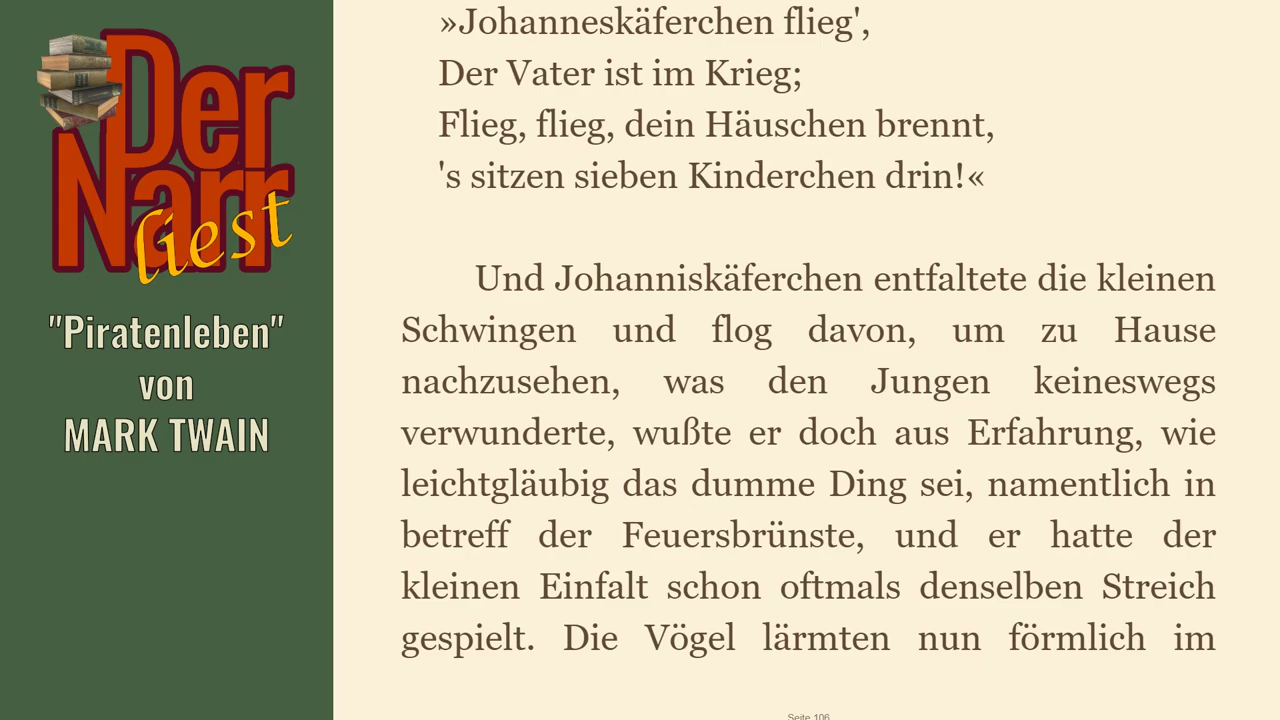 Der
Narr
liest
"Piratenleben"
von
MARK TWAIN
»Johanneskäferchen flieg',
Der Vater ist im Krieg;
Flieg, flieg, dein Häuschen brennt,
's sitzen sieben Kinderchen drin!«
Und Johanniskäferchen entfaltete die kleinen
Schwingen und flog davon, um zu Hause
nachzusehen, was den Jungen keineswegs
verwunderte, wußte er doch aus Erfahrung, wie
leichtgläubig das dumme Ding sei, namentlich in
betreff der Feuersbrünste, und er hatte der
kleinen Einfalt schon oftmals denselben Streich
gespielt. Die Vögel lärmten nun förmlich im
Seite 106